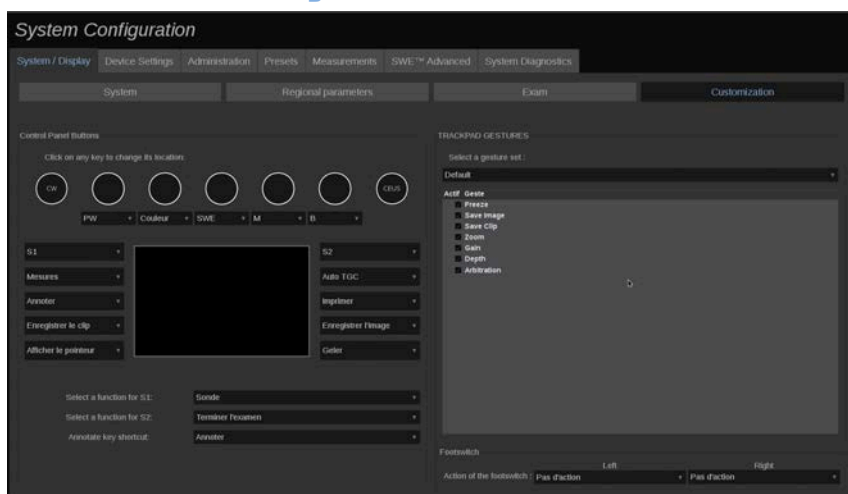 System Configuration
System / Display Device Settings Administration Presets Measurements SWE™ Advanced System Diagnostics
System Regional parameters Exam Customization
Control Panel Buttons
Click on any key to change its location:
CW CEUS
PW Couleur SWE M B
S1 S2
Mesures Auto TGC
Annoter Imprimer
Enregistrer le clip Enregistrer l'image
Afficher le pointeur Geler
Select a function for S1: Sonde
Select a function for S2: Terminer l'examen
Annotate key shortcut: Annoter
TRACKPAD GESTURES
Select a gesture set :
Default
Actif Geste
Freeze
Save Image
Save Clip
Zoom
Gain
Depth
Arbitration
Footswitch
Left Right
Action of the footswitch : Pas d'action Pas d'action